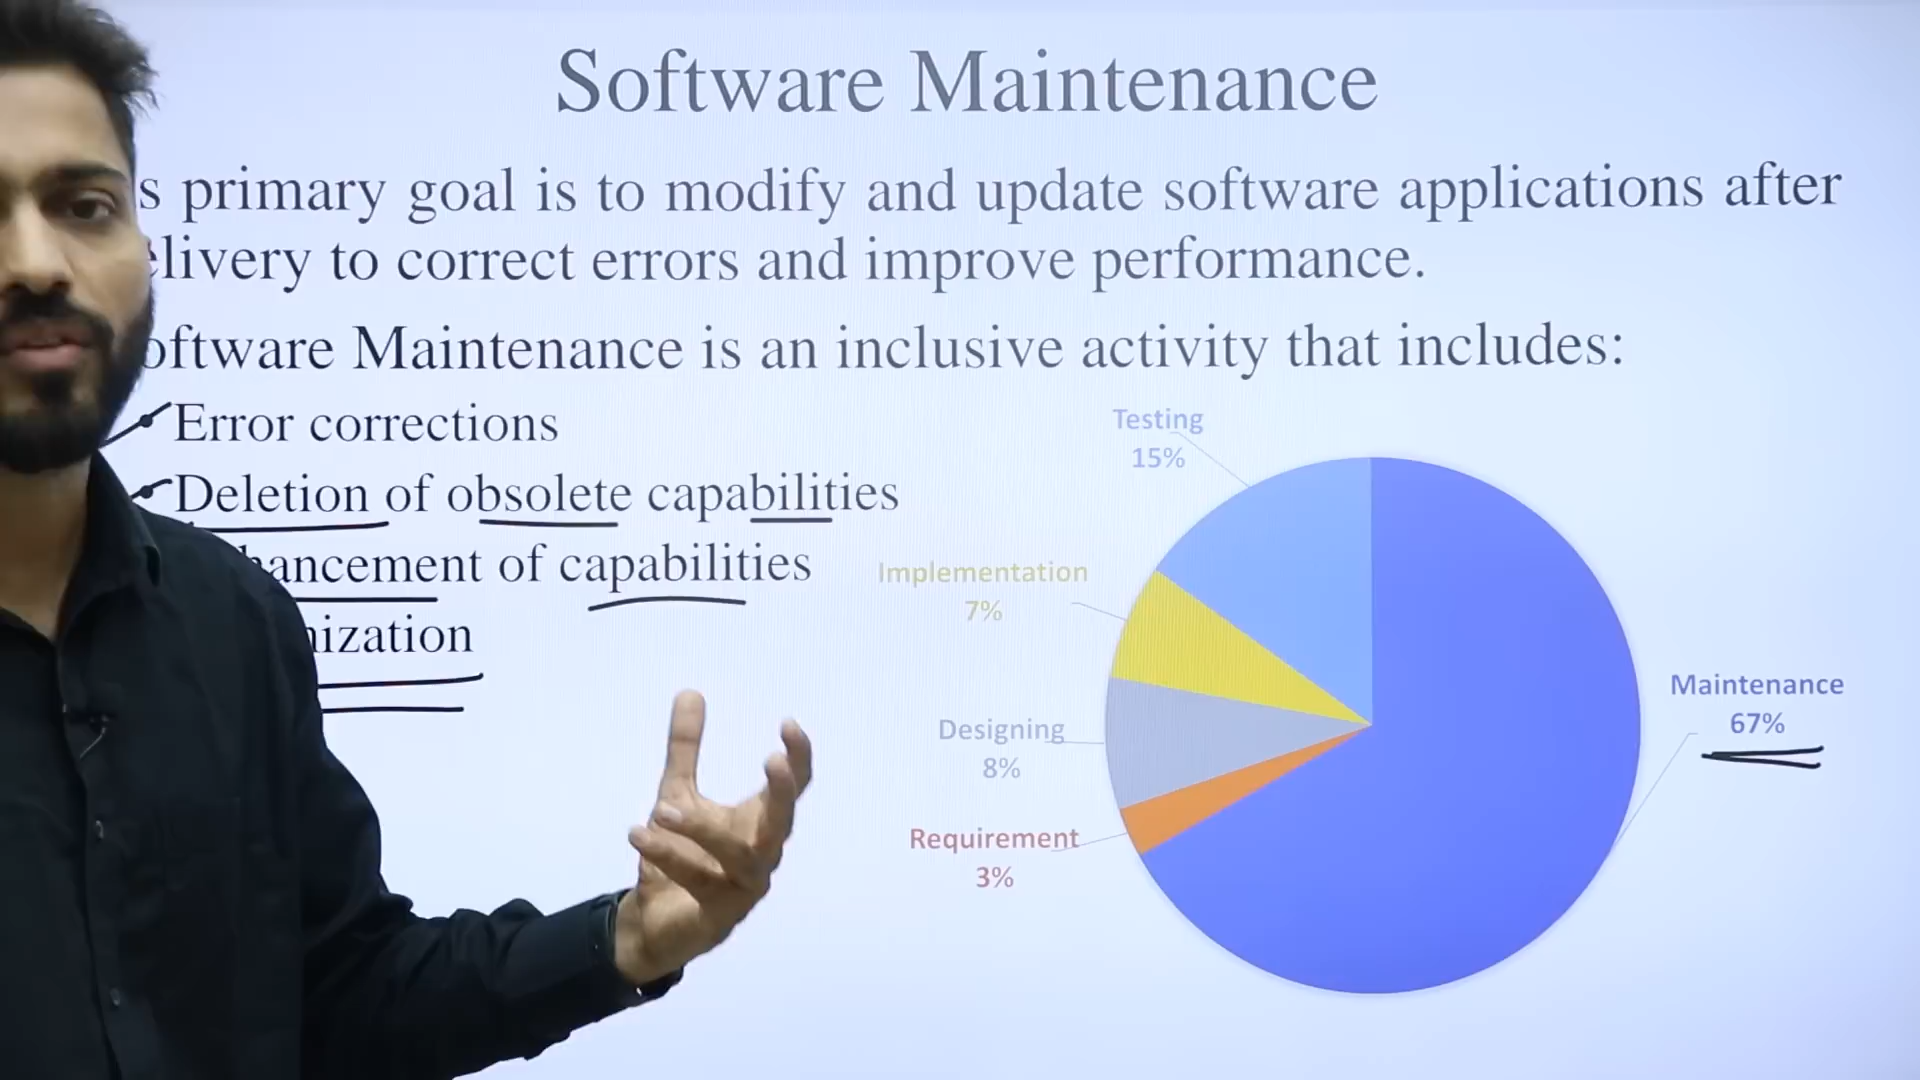 Software Maintenance
s primary goal is to modify and update software applications after
livery to correct errors and improve performance.
oftware Maintenance is an inclusive activity that includes:
Error corrections
Deletion of obsolete capabilities
hancement of capabilities
nization
Testing
15%
Implementation
7%
Designing
8%
Requirement
3%
Maintenance
67%